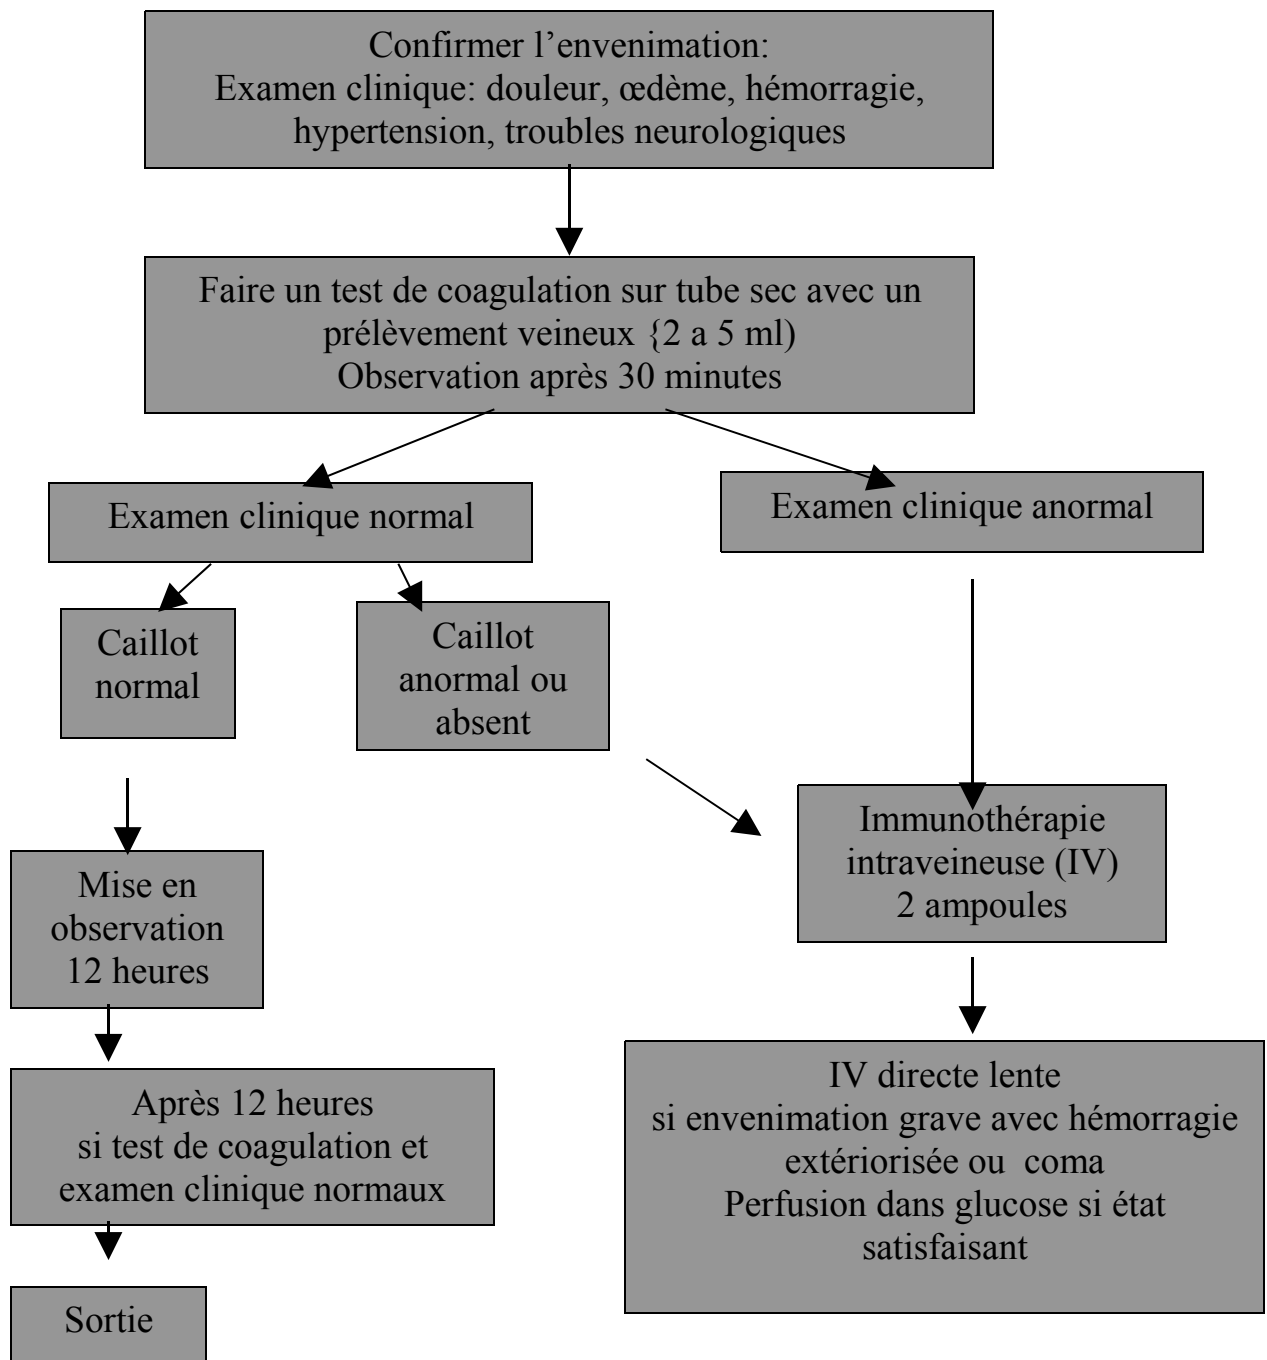 Confirmer l’envenimation:
Examen clinique: douleur, œdème, hémorragie,
hypertension, troubles neurologiques
Faire un test de coagulation sur tube sec avec un
prélèvement veineux {2 a 5 ml)
Observation après 30 minutes
Examen clinique normal
Examen clinique anormal
Caillot
normal
Caillot
anormal ou
absent
Mise en
observation
12 heures
Immunothérapie
intraveineuse (IV)
2 ampoules
Après 12 heures
si test de coagulation et
examen clinique normaux
IV directe lente
si envenimation grave avec hémorragie
extériorisée ou coma
Perfusion dans glucose si état
satisfaisant
Sortie